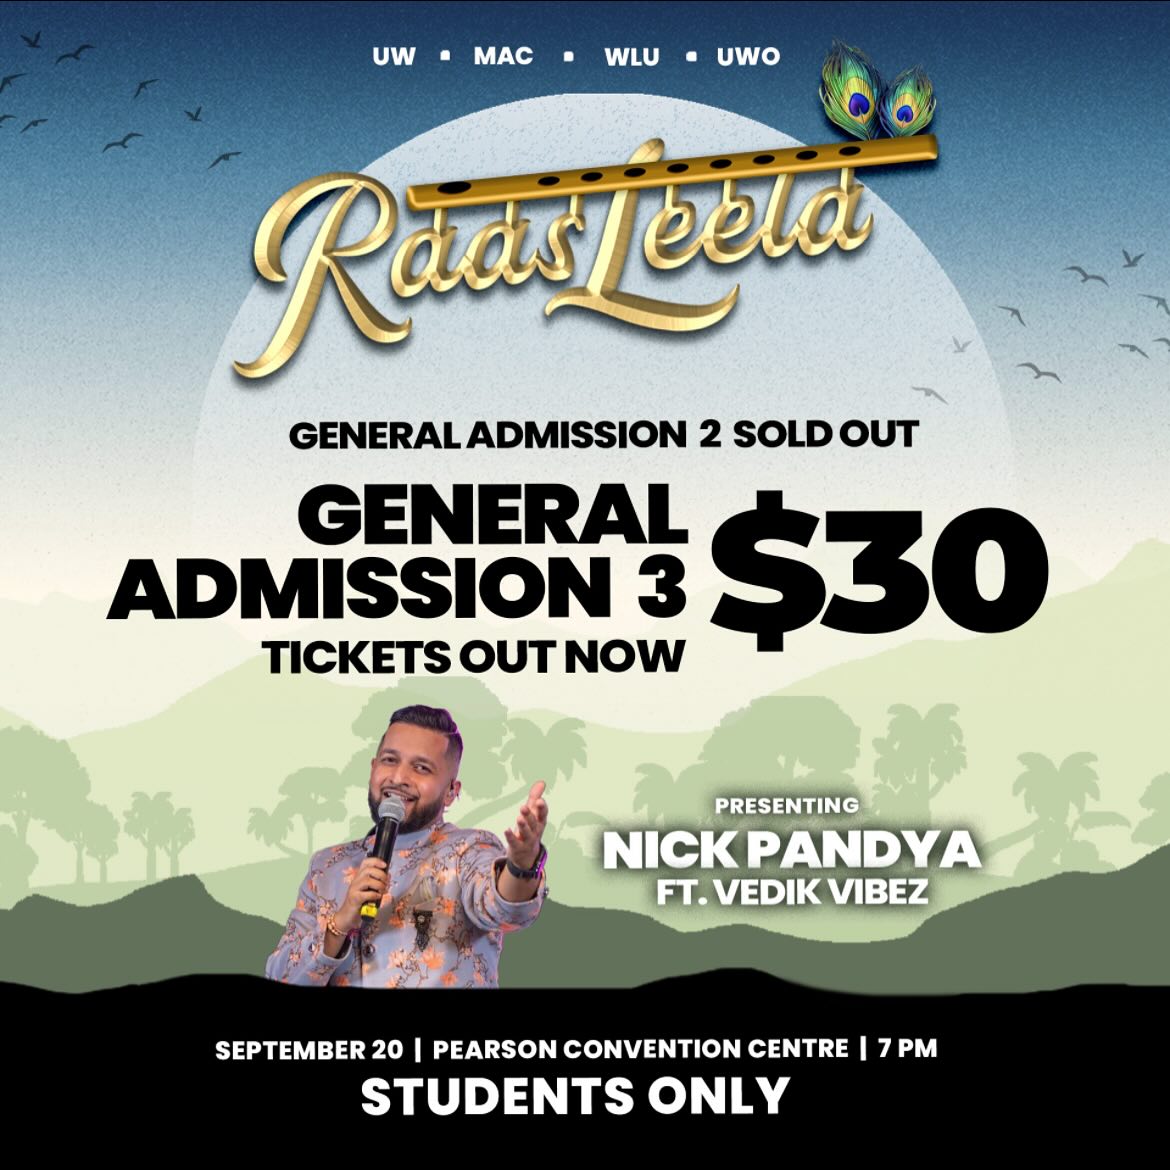 UW • MAC • WLU • UWO
RaasLeela
GENERAL ADMISSION 2 SOLD OUT
GENERAL
ADMISSION 3
$30
TICKETS OUT NOW
PRESENTING
NICK PANDYA
FT. VEDIK VIBEZ
SEPTEMBER 20 | PEARSON CONVENTION CENTRE | 7 PM
STUDENTS ONLY